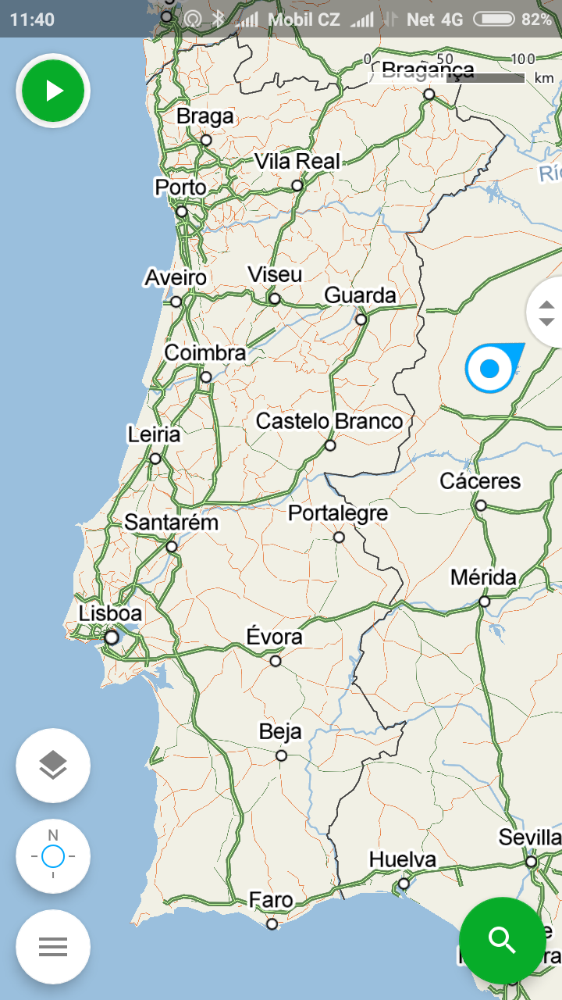 11:40 Mobil CZ Net 4G 82%
0 50 100
km
Bragança
Braga
Vila Real
Río
Porto
Aveiro
Viseu
Guarda
Coimbra
Castelo Branco
Leiria
Cáceres
Portalegre
Santarém
Mérida
Lisboa
Évora
Beja
N
Sevilla
Huelva
Faro